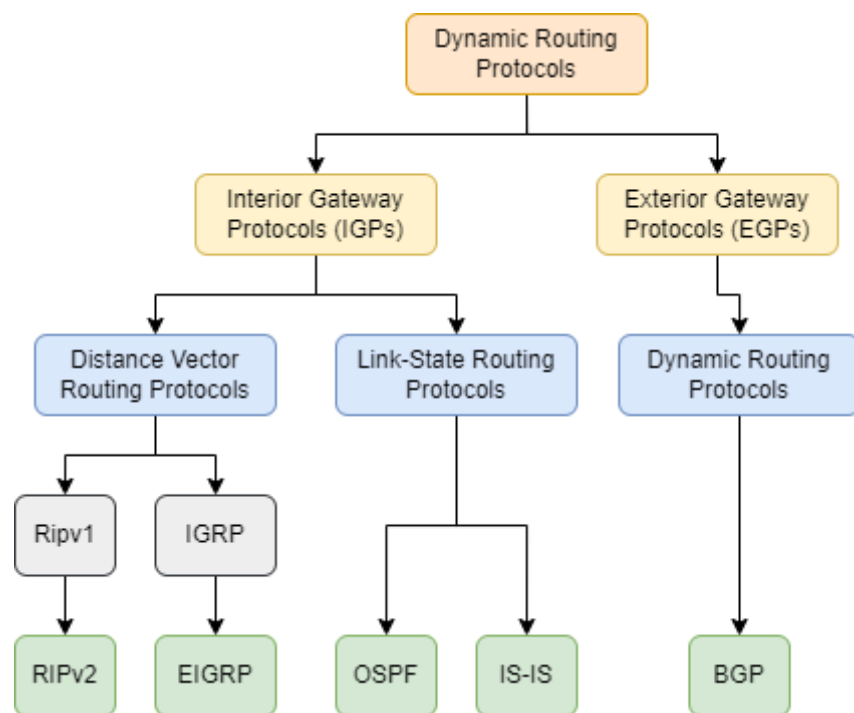 Dynamic Routing
Protocols
Interior Gateway
Protocols (IGPs)
Exterior Gateway
Protocols (EGPs)
Distance Vector
Routing Protocols
Link-State Routing
Protocols
Dynamic Routing
Protocols
Ripv1
IGRP
RIPv2
EIGRP
OSPF
IS-IS
BGP